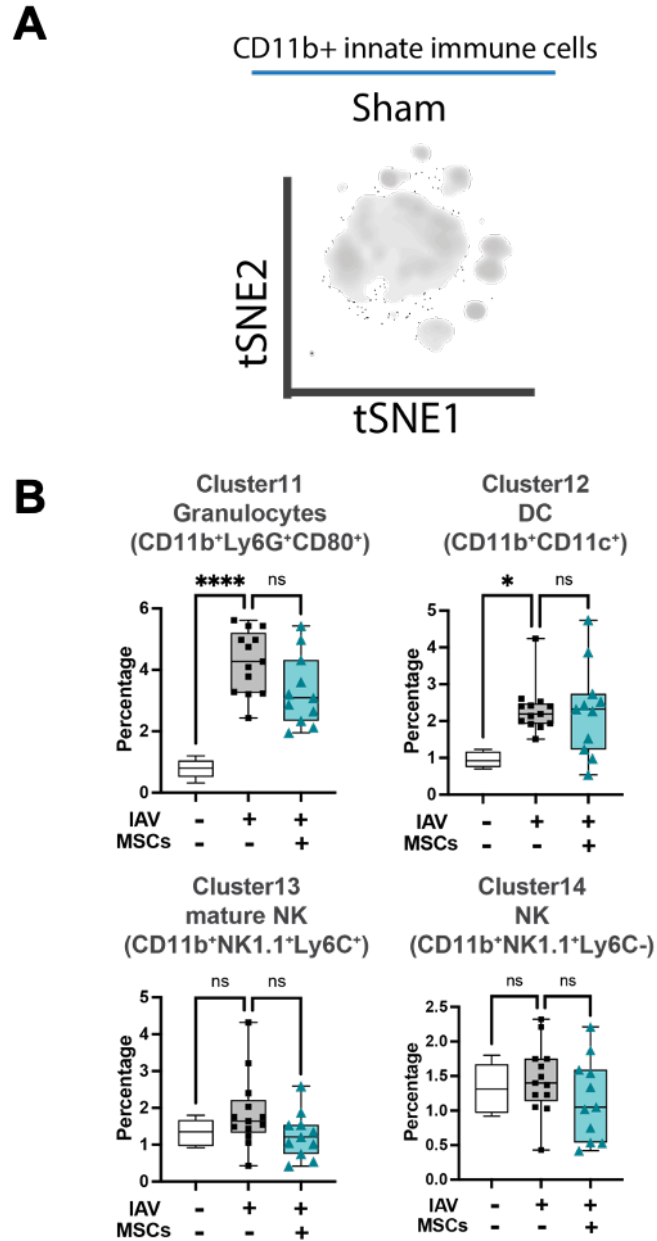 A
CD11b+ innate immune cells
Sham
tSNE2
tSNE1
B
Cluster11
Granulocytes
(CD11b⁺Ly6G⁺CD80⁺)
**** ns
Percentage
6
4
2
0
IAV - + +
MSCs - - +
Cluster12
DC
(CD11b⁺CD11c⁺)
* ns
Percentage
5
4
3
2
1
0
IAV - + +
MSCs - - +
Cluster13
mature NK
(CD11b⁺NK1.1⁺Ly6C⁺)
ns ns
Percentage
5
4
3
2
1
0
IAV - + +
MSCs - - +
Cluster14
NK
(CD11b⁺NK1.1⁺Ly6C-)
ns ns
Percentage
2.5
2.0
1.5
1.0
0.5
0.0
IAV - + +
MSCs - - +